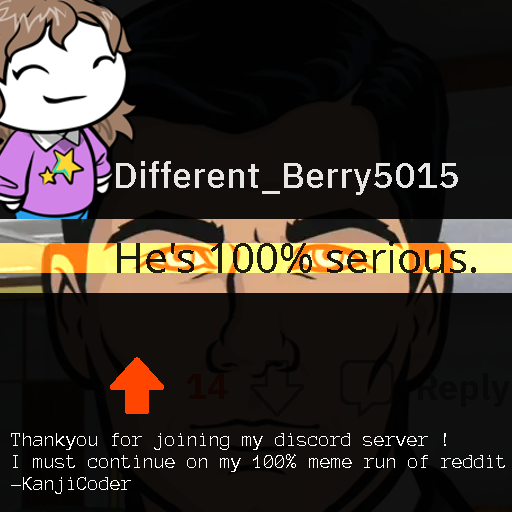 Different_Berry5015
He's 100% serious.
14 Reply
Thankyou for joining my discord server !
I must continue on my 100% meme run of reddit
-KanjiCoder